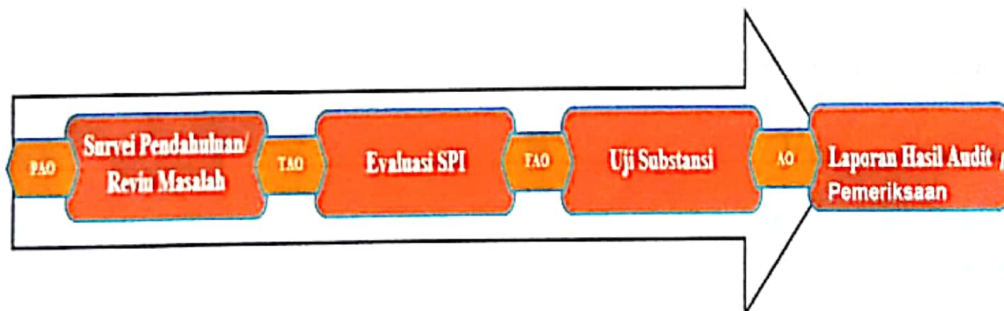 PAO
Survei Pendahuluan/
Reviu Masalah
TAO
Evaluasi SPI
FAO
Uji Substansi
AO
Laporan Hasil Audit /
Pemeriksaan